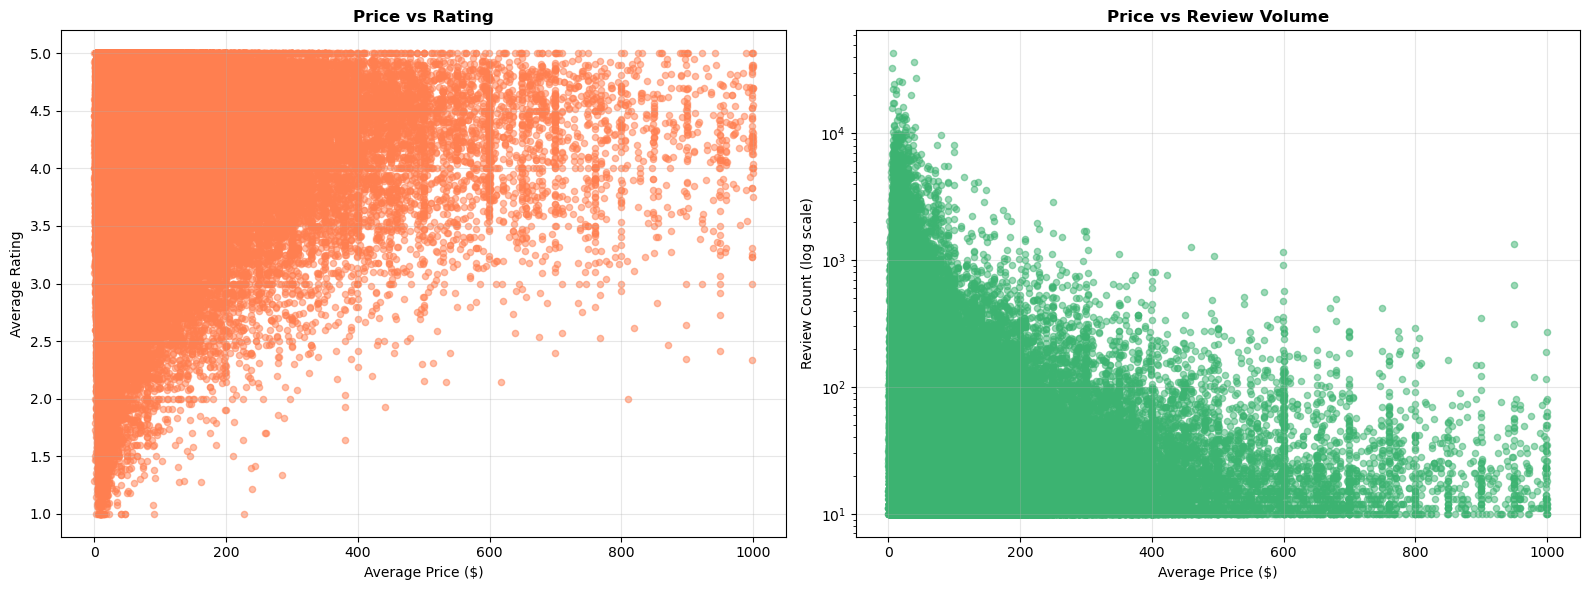 Price vs Rating
5.0
4.5
4.0
3.5
3.0
2.5
2.0
1.5
1.0
Average Rating
0 200 400 600 800 1000
Average Price ($)
Price vs Review Volume
10⁴
10³
10²
10¹
Review Count (log scale)
0 200 400 600 800 1000
Average Price ($)